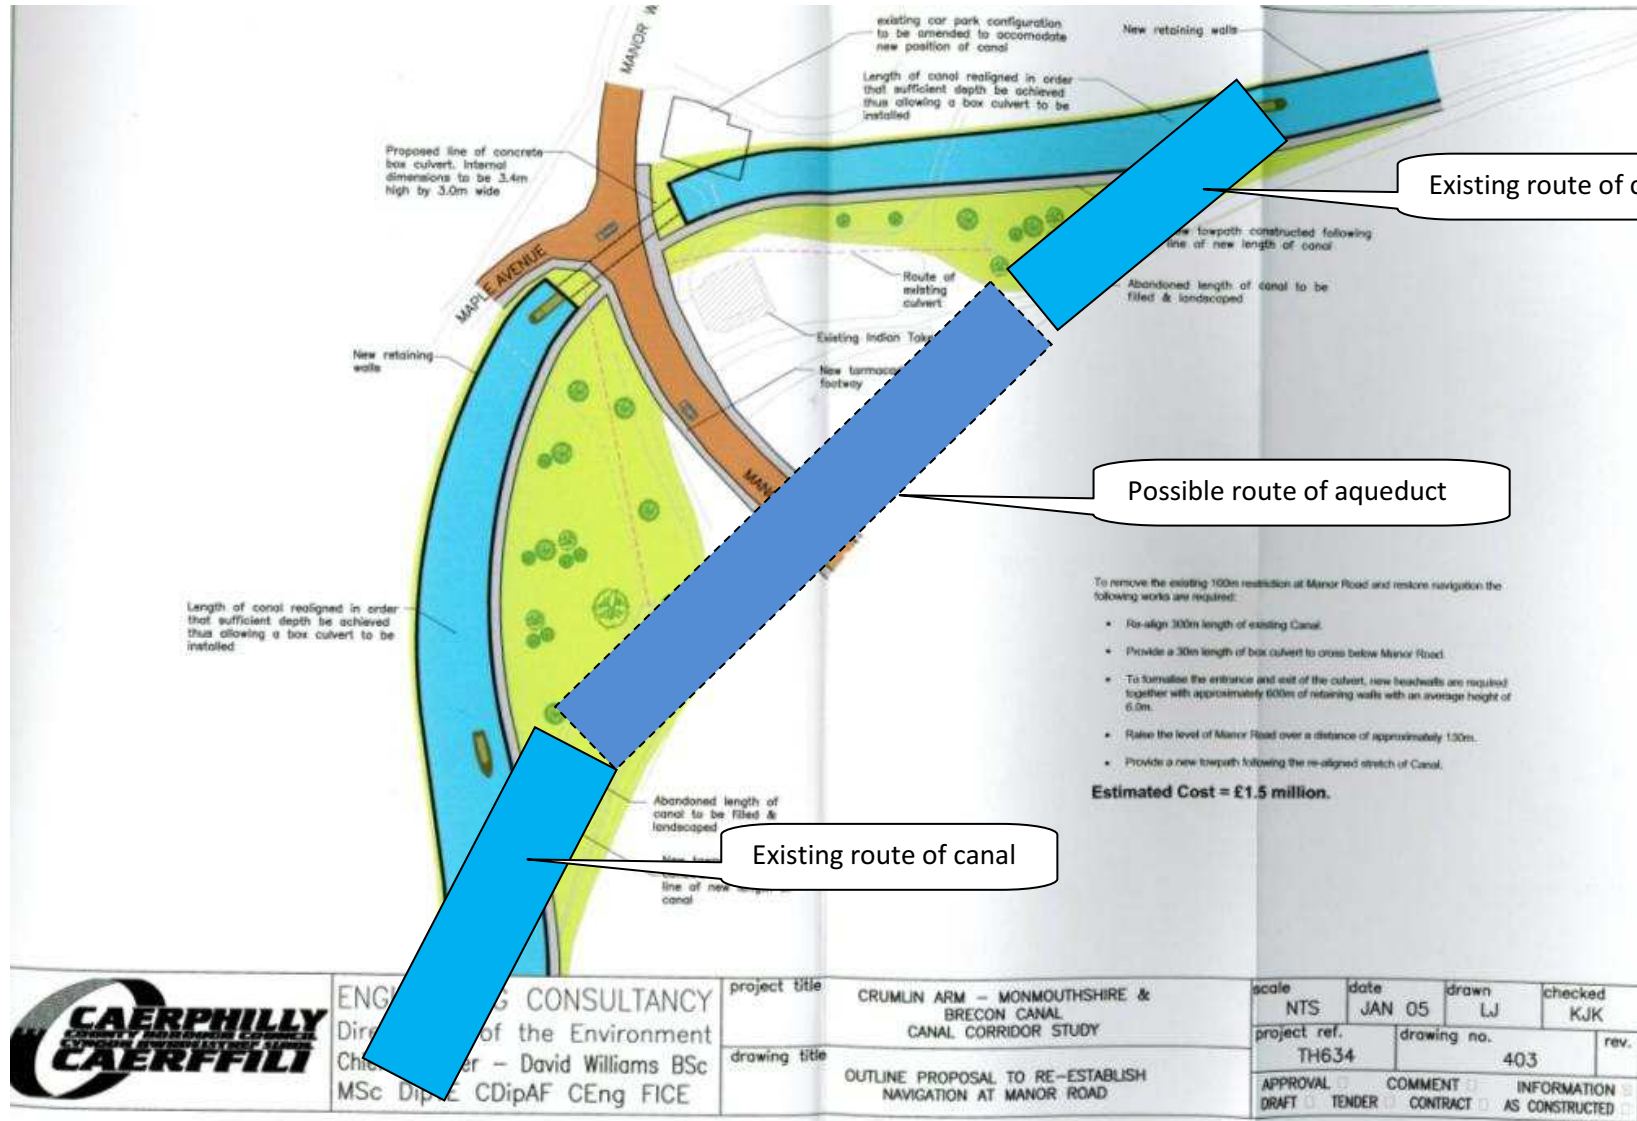 MANOR W
existing car park configuration
to be amended to accomodate
new position of canal
New retaining walls
Length of canal realigned in order
that sufficient depth be achieved
thus allowing a box culvert to be
installed
Proposed line of concrete
box culvert. Internal
dimensions to be 3.4m
high by 3.0m wide
Existing route of c
MAPLE AVENUE
towpath constructed following
line of new length of canal
Route of
existing
culvert
Abandoned length of canal to be
filled & landscaped
Existing Indian Take
New retaining
walls
New tarmacad
footway
MAN
Possible route of aqueduct
To remove the existing 100m restriction at Manor Road and restore navigation the
following works are required:
• Re-align 300m length of existing Canal.
• Provide a 30m length of box culvert to cross below Manor Road.
• To formalise the entrance and exit of the culvert, new headwalls are required
together with approximately 600m of retaining walls with an average height of
6.0m.
• Raise the level of Manor Road over a distance of approximately 130m.
• Provide a new towpath following the re-aligned stretch of Canal.
Estimated Cost = £1.5 million.
Length of canal realigned in order
that sufficient depth be achieved
thus allowing a box culvert to be
installed
Abandoned length of
canal to be filled &
landscaped
Existing route of canal
New
line of new
canal
CAERPHILLY
COUNTY BOROUGH COUNCIL
CAERFFILI
ENG G CONSULTANCY
Dire of the Environment
Chi er - David Williams BSc
MSc Dip E CDipAF CEng FICE
project title
CRUMLIN ARM - MONMOUTHSHIRE &
BRECON CANAL
CANAL CORRIDOR STUDY
drawing title
OUTLINE PROPOSAL TO RE-ESTABLISH
NAVIGATION AT MANOR ROAD
scale NTS
date JAN 05
drawn LJ
checked KJK
project ref. TH634
drawing no. 403
rev.
APPROVAL COMMENT INFORMATION
DRAFT TENDER CONTRACT AS CONSTRUCTED